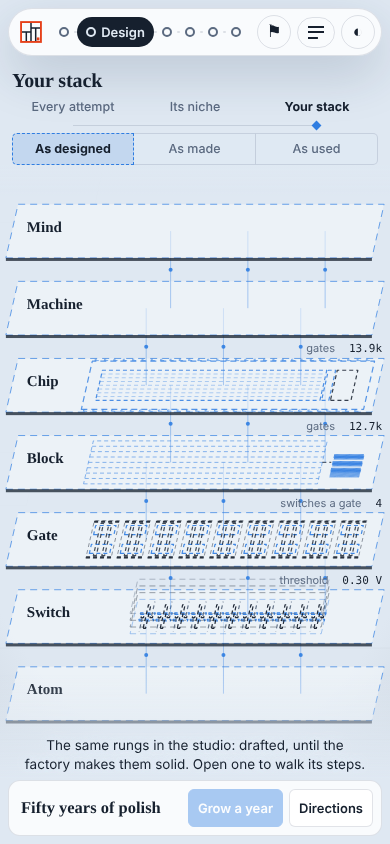 Design
Your stack
Every attempt Its niche Your stack
As designed As made As used
Mind
Machine
gates 13.9k
Chip
gates 12.7k
Block
switches a gate 4
Gate
threshold 0.30 V
Switch
Atom
The same rungs in the studio: drafted, until the
factory makes them solid. Open one to walk its steps.
Fifty years of polish Grow a year Directions